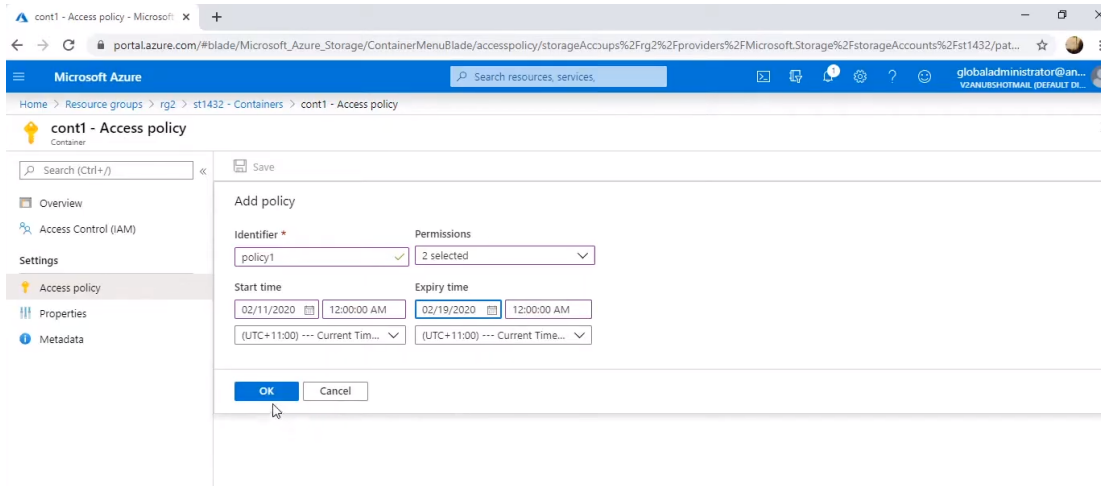 cont1 - Access policy - Microsoft
portal.azure.com/#blade/Microsoft_Azure_Storage/ContainerMenuBlade/accesspolicy/storageAccoups%2Frg2%2Fproviders%2FMicrosoft.Storage%2FstorageAccounts%2Fst1432/pat...
Microsoft Azure
Search resources, services,
1
globaladministrator@an...
V2ANUBSHOTMAIL (DEFAULT DI...
Home > Resource groups > rg2 > st1432 - Containers > cont1 - Access policy
cont1 - Access policy
Container
Search (Ctrl+/)
«
Save
Overview
Access Control (IAM)
Settings
Access policy
Properties
Metadata
Add policy
Identifier * Permissions
policy1 2 selected
Start time Expiry time
02/11/2020 12:00:00 AM 02/19/2020 12:00:00 AM
(UTC+11:00) --- Current Tim... (UTC+11:00) --- Current Time...
OK Cancel